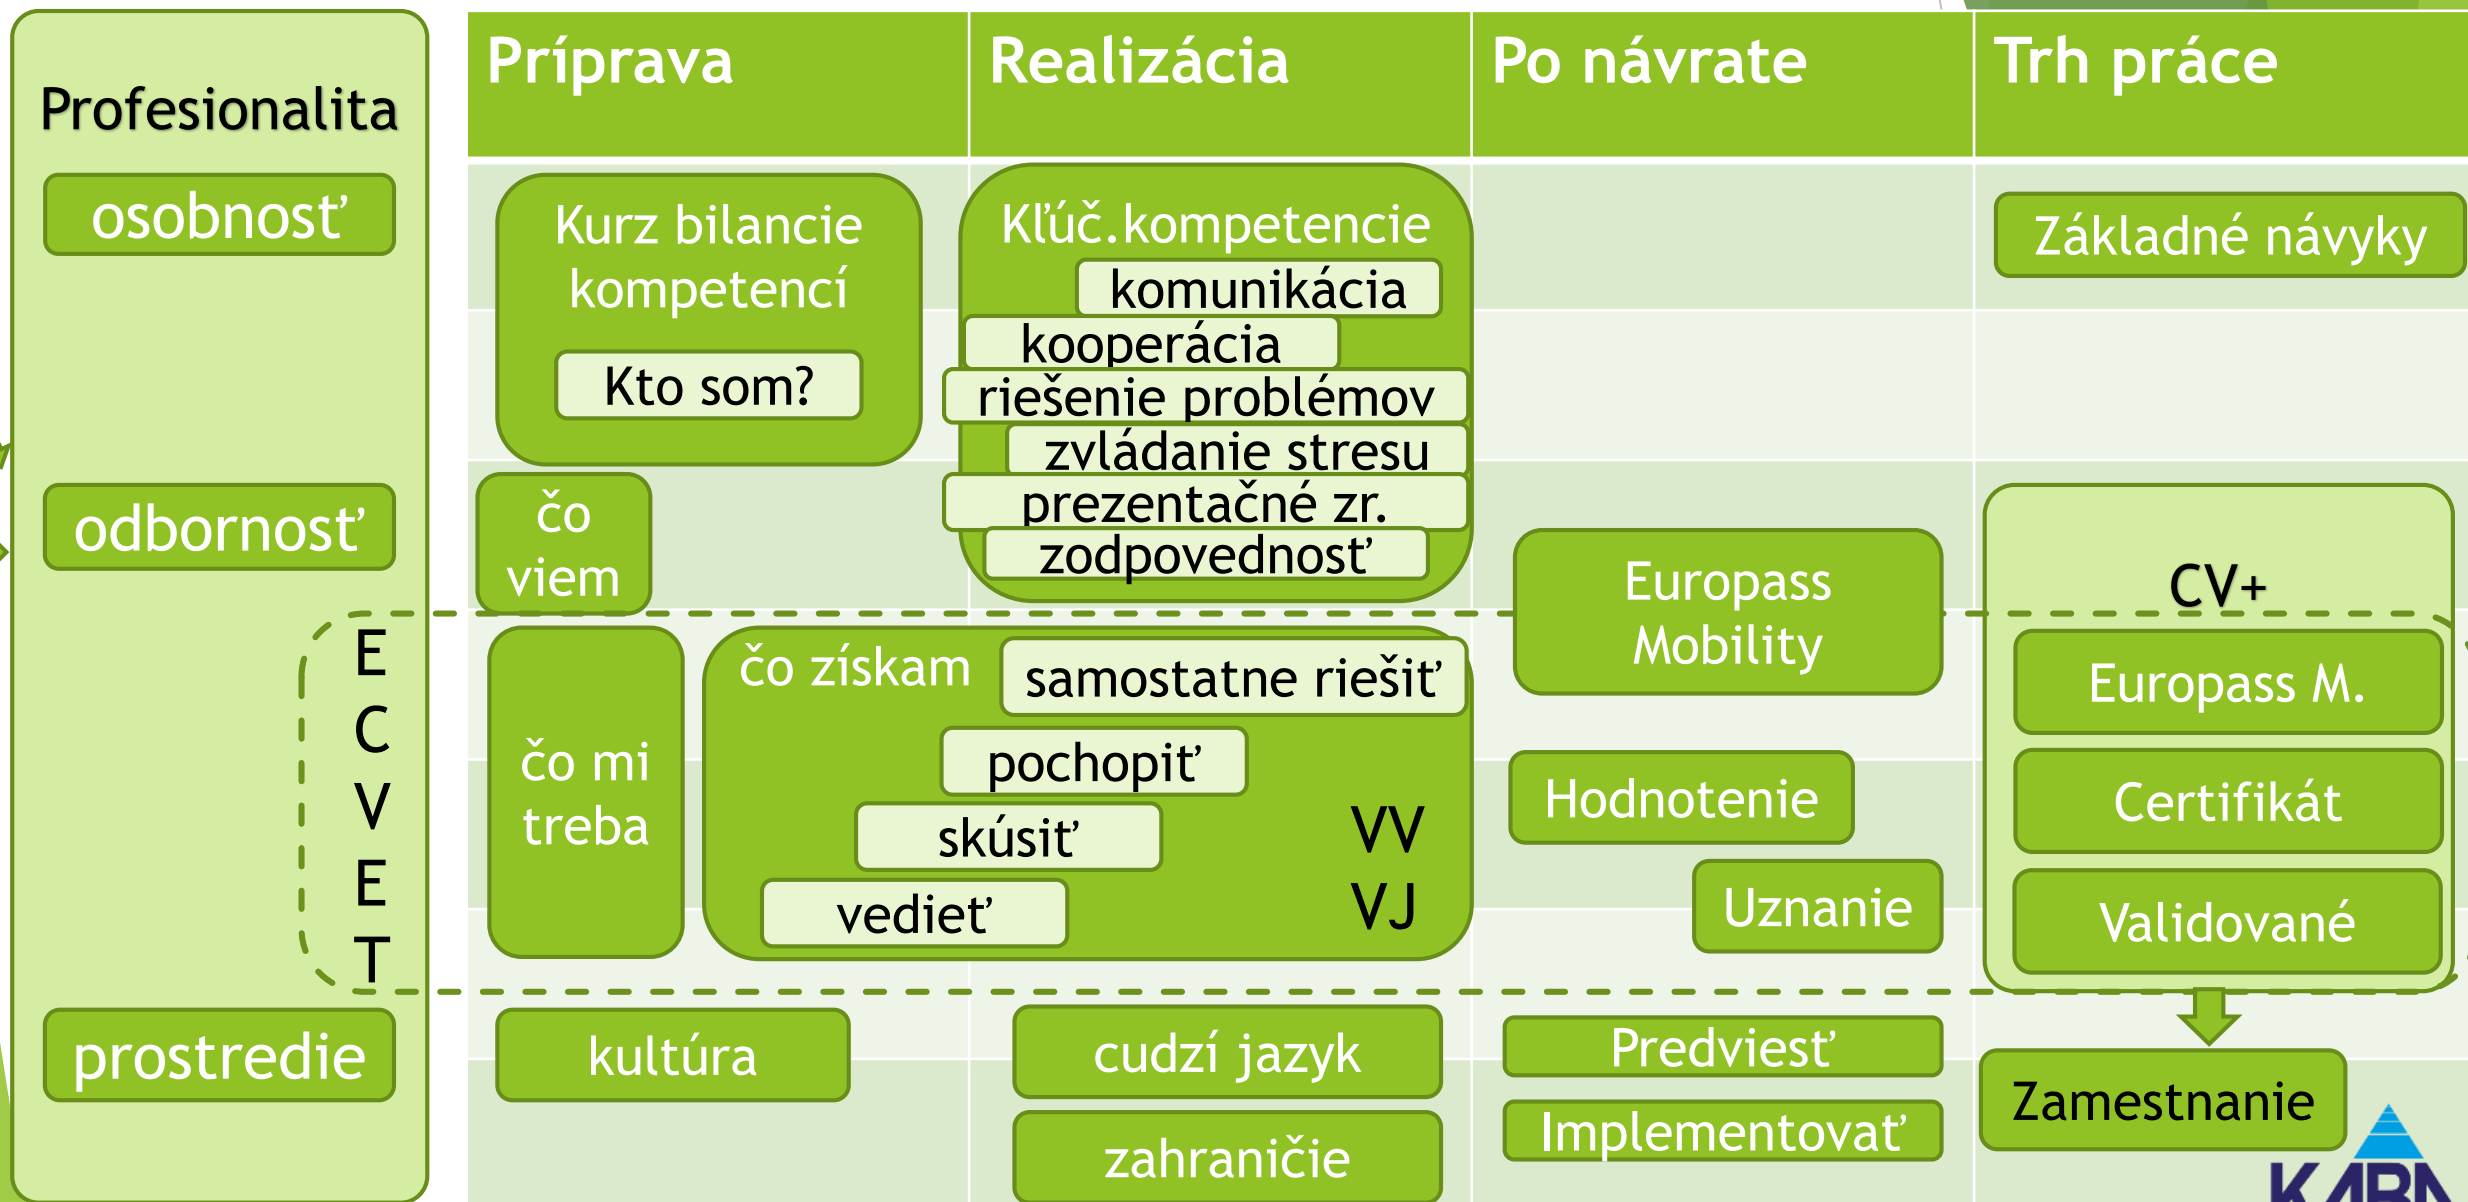 Profesionalita
osobnosť
odbornosť
E
C
V
E
T
prostredie
Príprava
Realizácia
Po návrate
Trh práce
Kurz bilancie
kompetencí
Kto som?
čo
viem
čo mi
treba
kultúra
Kľúč.kompetencie
komunikácia
kooperácia
riešenie problémov
zvládanie stresu
prezentačné zr.
zodpovednosť
čo získam
samostatne riešiť
pochopiť
skúsiť
vedieť
VV
VJ
cudzí jazyk
zahraničie
Europass
Mobility
Hodnotenie
Uznanie
Predviesť
Implementovať
Základné návyky
CV+
Europass M.
Certifikát
Validované
Zamestnanie